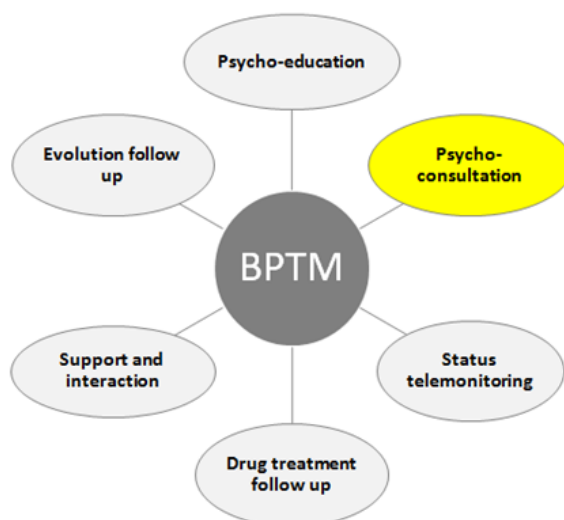 Psycho-education
Evolution follow
up
Psycho-
consultation
BPTM
Support and
interaction
Status
telemonitoring
Drug treatment
follow up